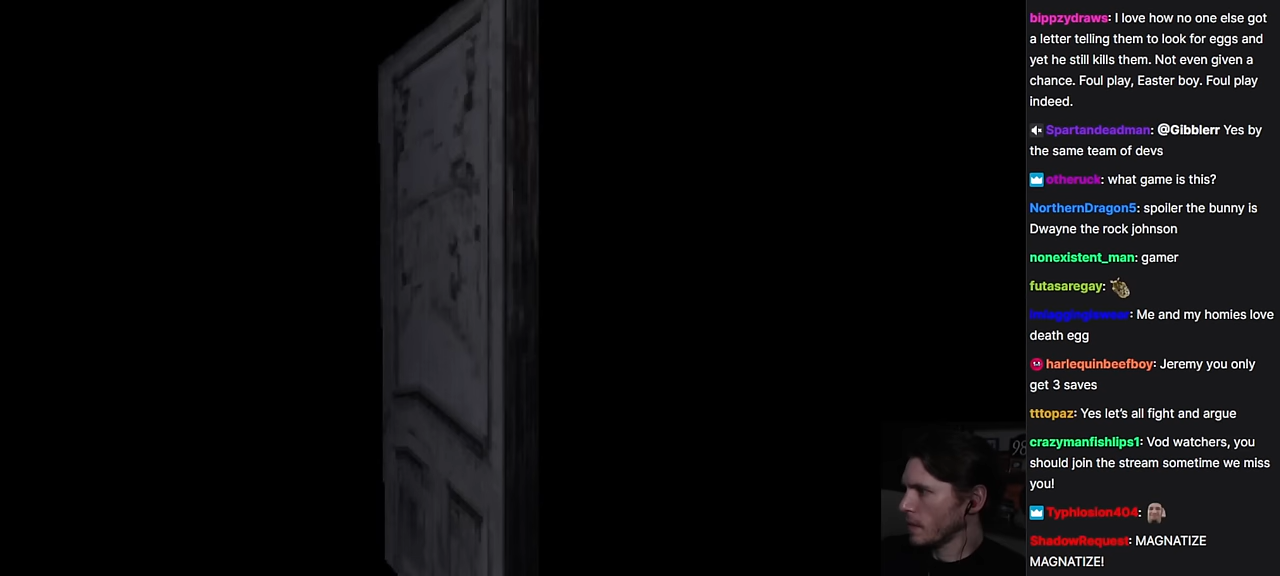 bippzydraws: I love how no one else got
a letter telling them to look for eggs and
yet he still kills them. Not even given a
chance. Foul play, Easter boy. Foul play
indeed.
Spartandeadman: @Gibblerr Yes by
the same team of devs
otheruck: what game is this?
NorthernDragon5: spoiler the bunny is
Dwayne the rock johnson
nonexistent_man: gamer
futasaregay:
: Me and my homies love
death egg
harlequinbeefboy: Jeremy you only
get 3 saves
tttopaz: Yes let's all fight and argue
crazymanfishlips1: Vod watchers, you
should join the stream sometime we miss
you!
Typhlosion404:
ShadowRequest: MAGNATIZE
MAGNATIZE!
98